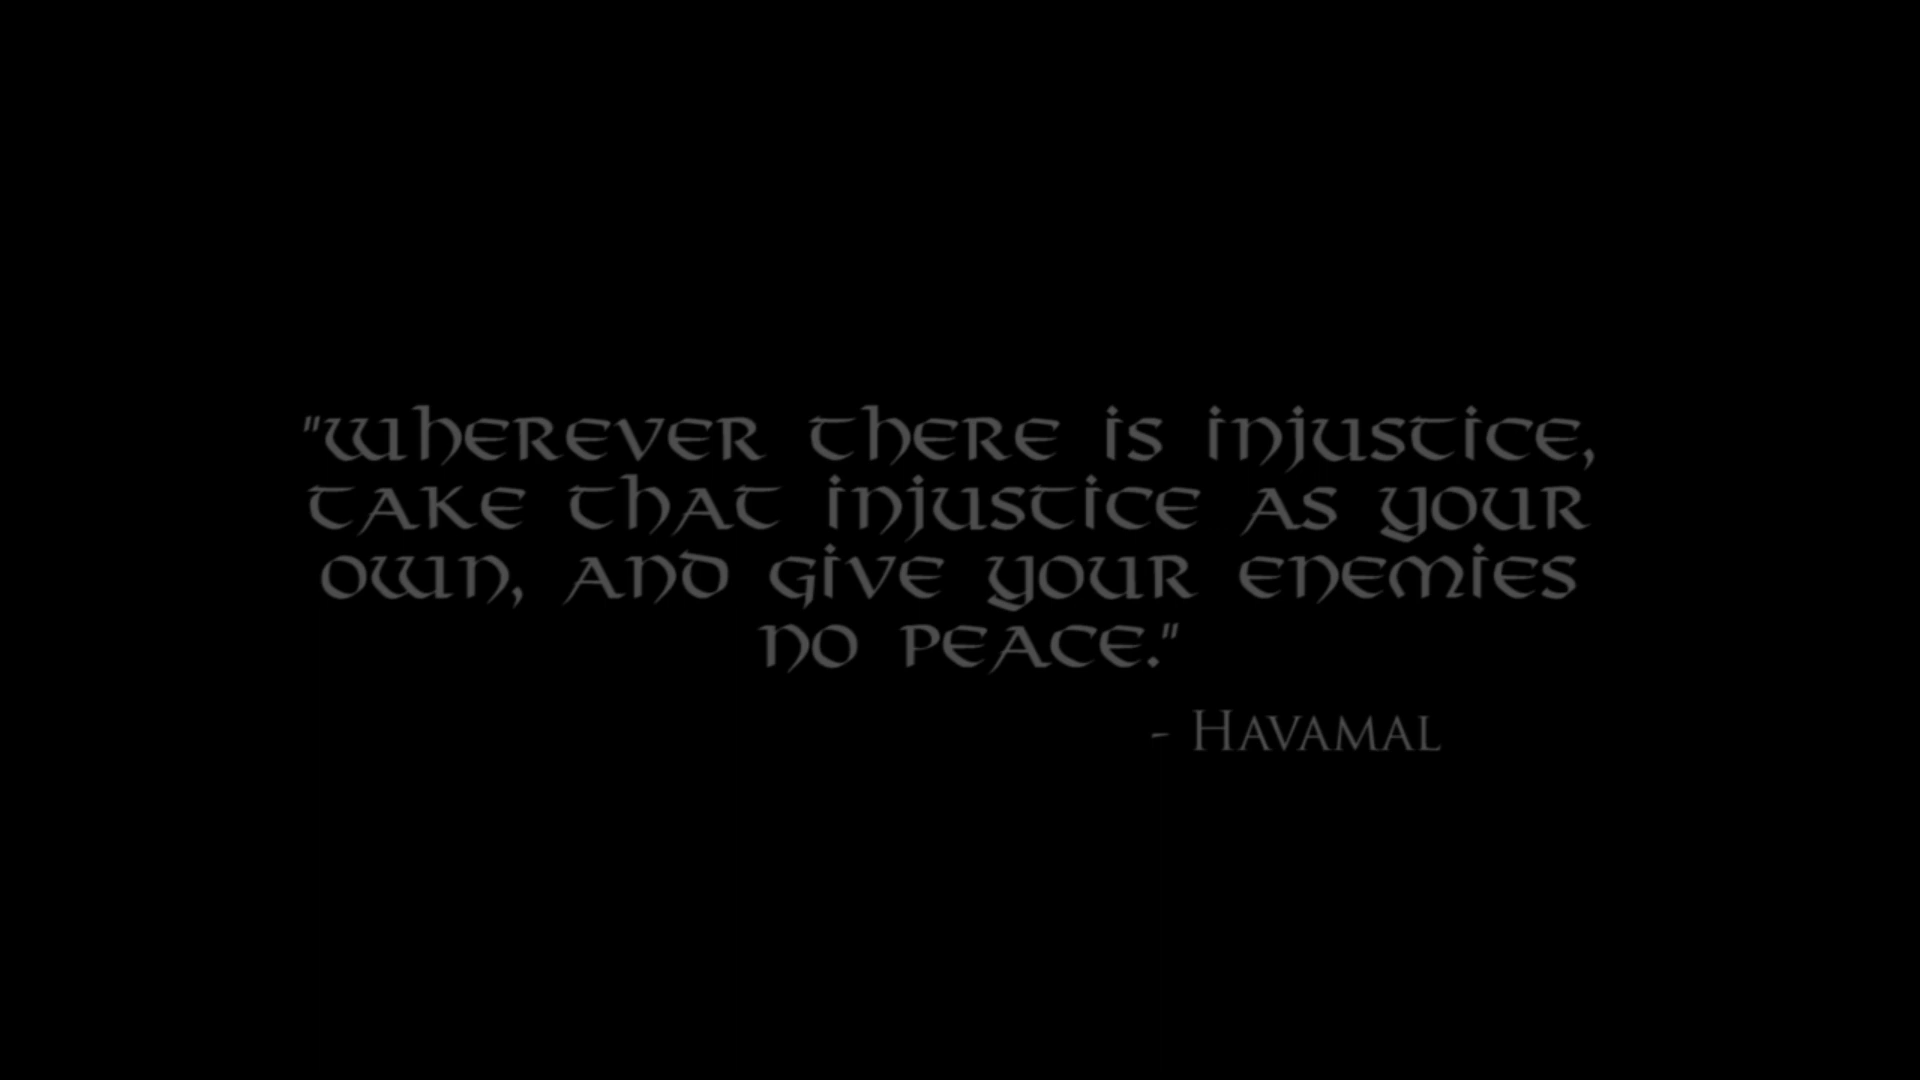 "Wherever there is injustice,
take that injustice as your
own, and give your enemies
no peace."
- Havamal